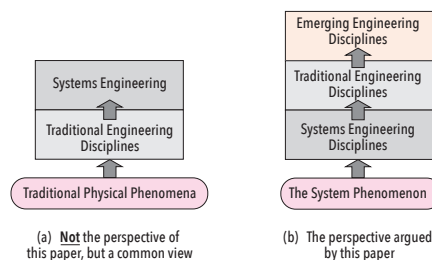 Systems Engineering
Traditional Engineering
Disciplines
Traditional Physical Phenomena
(a) Not the perspective of
this paper, but a common view
Emerging Engineering
Disciplines
Traditional Engineering
Disciplines
Systems Engineering
Disciplines
The System Phenomenon
(b) The perspective argued
by this paper